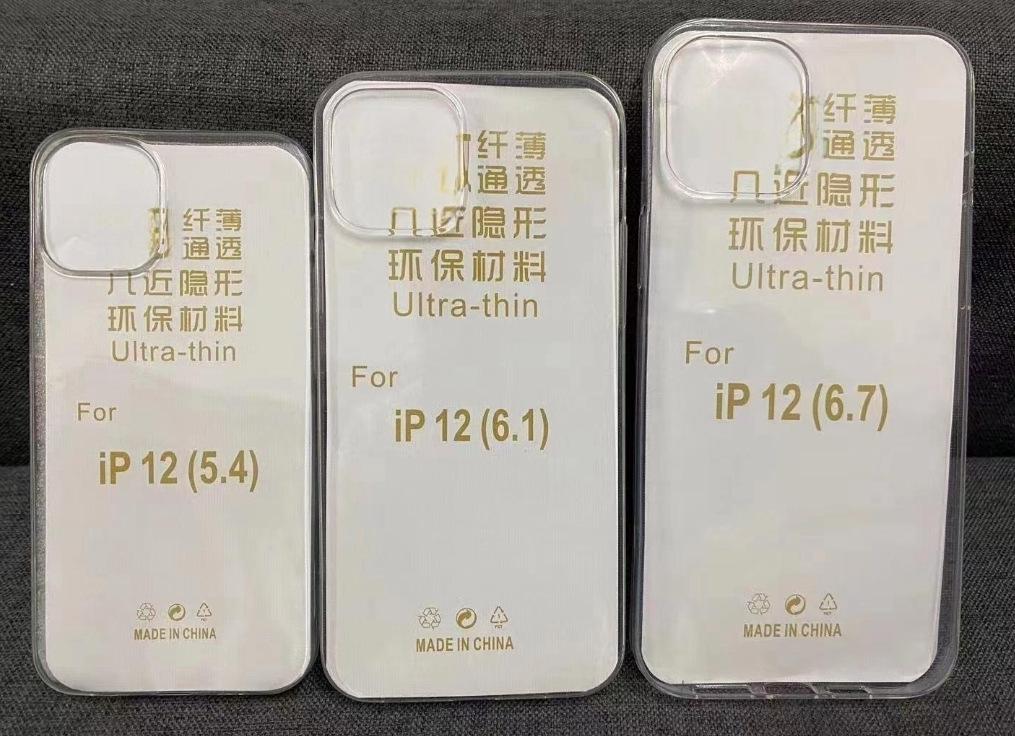 纤薄
通透
几近隐形
环保材料
Ultra-thin
For
iP 12 (5.4)
MADE IN CHINA
纤薄
通透
几近隐形
环保材料
Ultra-thin
For
iP 12 (6.1)
MADE IN CHINA
纤薄
通透
几近隐形
环保材料
Ultra-thin
For
iP 12 (6.7)
MADE IN CHINA